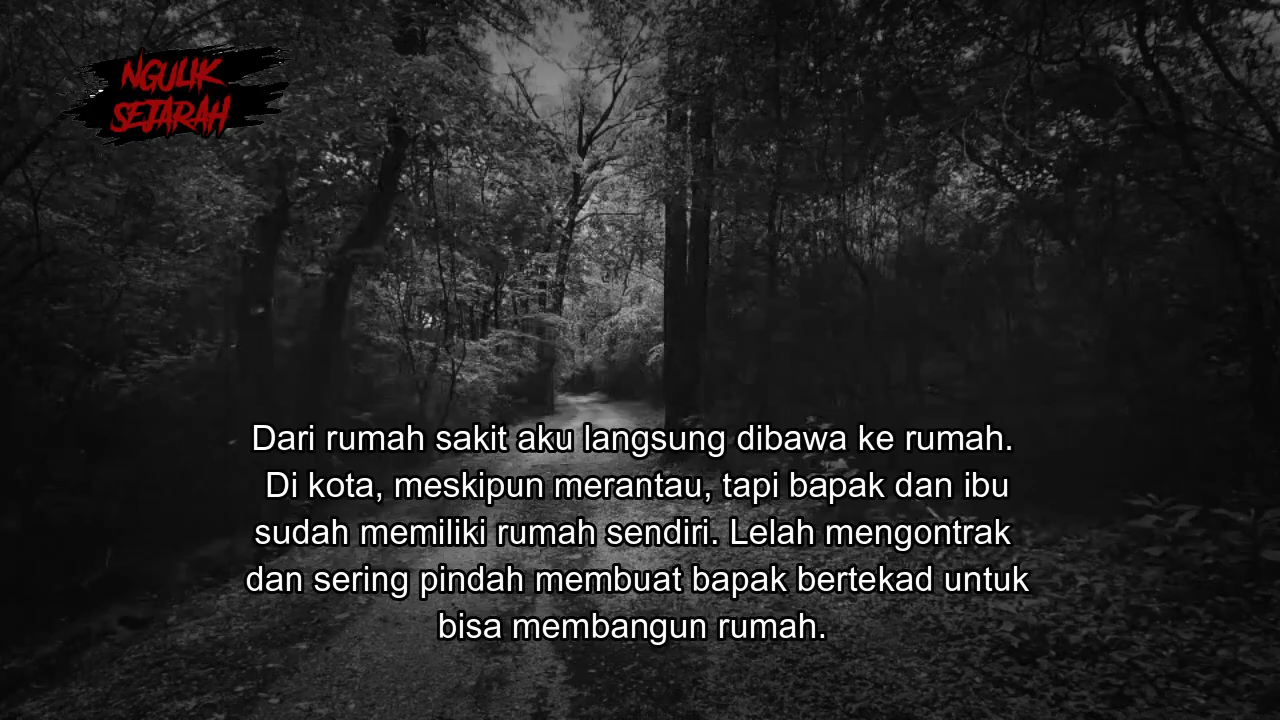 NGULIK
SEJARAH
Dari rumah sakit aku langsung dibawa ke rumah.
Di kota, meskipun merantau, tapi bapak dan ibu
sudah memiliki rumah sendiri. Lelah mengontrak
dan sering pindah membuat bapak bertekad untuk
bisa membangun rumah.